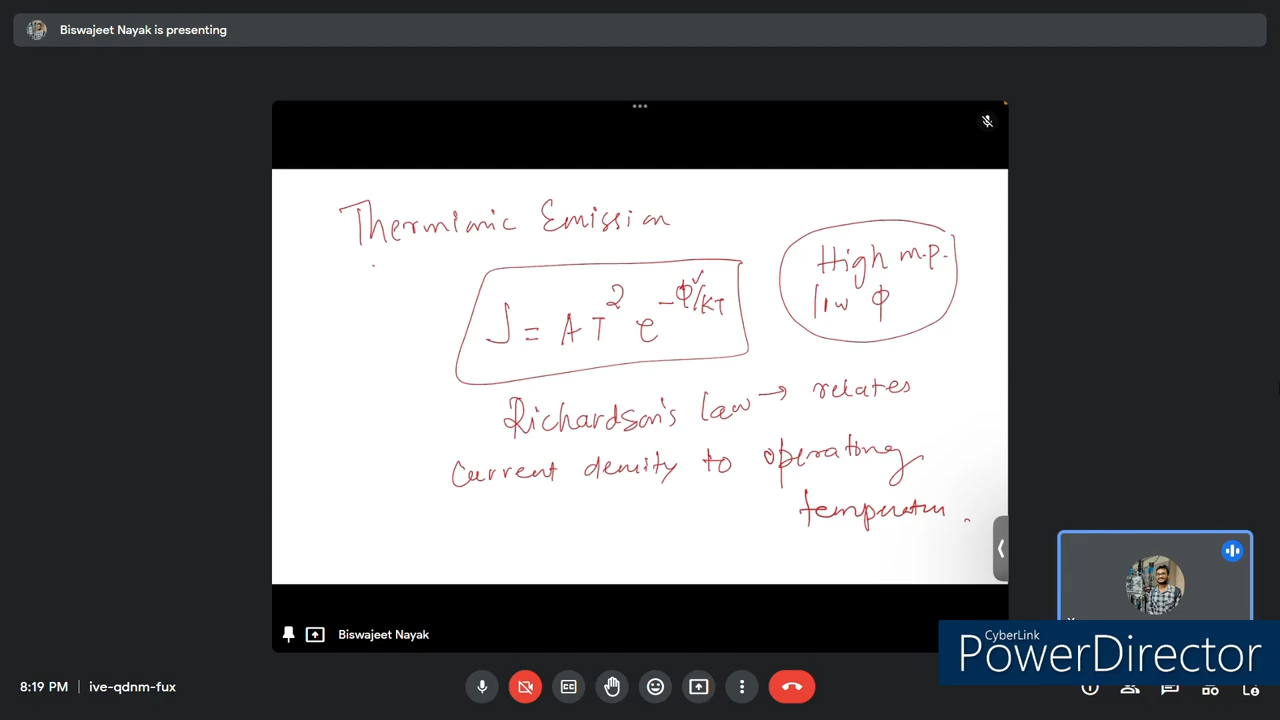 Biswajeet Nayak is presenting
Thermionic Emission
J = A T² e^-Φ/KT
High m.p.
low Φ
Richardson's law → relates
current density to operating
temperature.
Biswajeet Nayak
8:19 PM | ive-qdnm-fux
CyberLink
PowerDirector